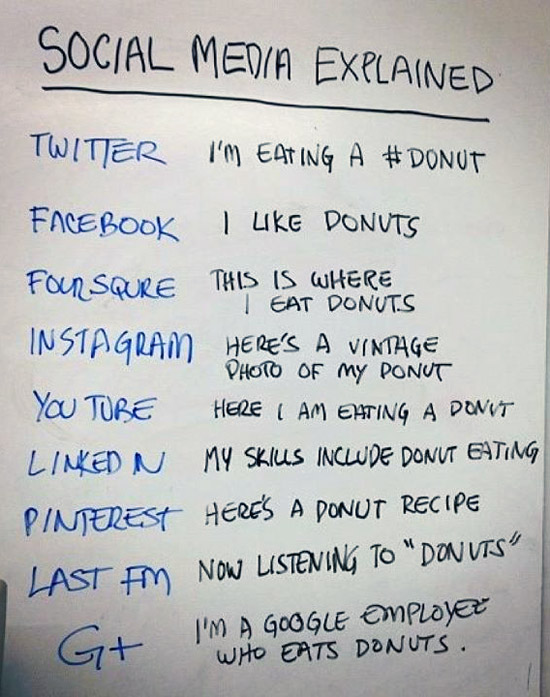 SOCIAL MEDIA EXPLAINED
TWITTER I'M EATING A #DONUT
FACEBOOK I LIKE DONUTS
FOURSQURE THIS IS WHERE
I EAT DONUTS
INSTAGRAM HERE'S A VINTAGE
PHOTO OF MY DONUT
YOU TUBE HERE I AM EATING A DONUT
LINKED IN MY SKILLS INCLUDE DONUT EATING
PINTEREST HERE'S A DONUT RECIPE
LAST FM NOW LISTENING TO "DONUTS"
G+ I'M A GOOGLE EMPLOYEE
WHO EATS DONUTS.